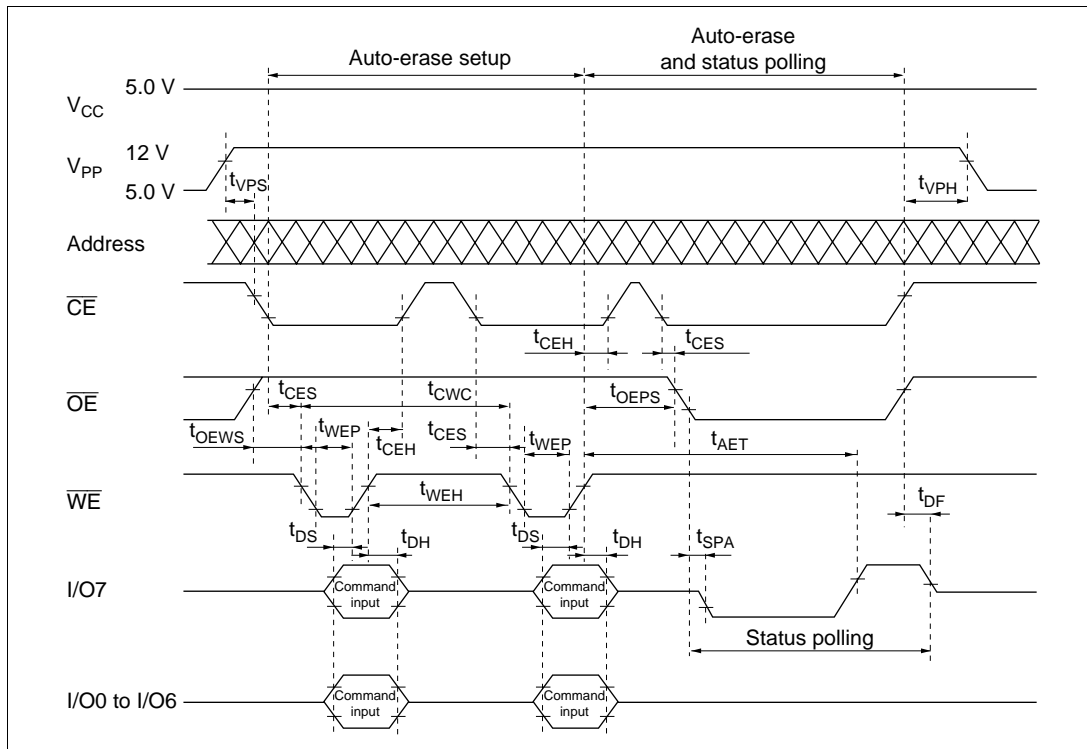 Auto-erase setup
Auto-erase
and status polling
5.0 V
VCC
12 V
VPP
5.0 V
tVPS
tVPH
Address
CE
tCEH
tCES
OE
tCES
tCWC
tOEPS
tOEWS
tWEP
tCEH
tCES
tWEP
tAET
WE
tWEH
tDF
tDS
tDH
tDS
tDH
tSPA
I/O7
Command
input
Command
input
Status polling
I/O0 to I/O6
Command
input
Command
input